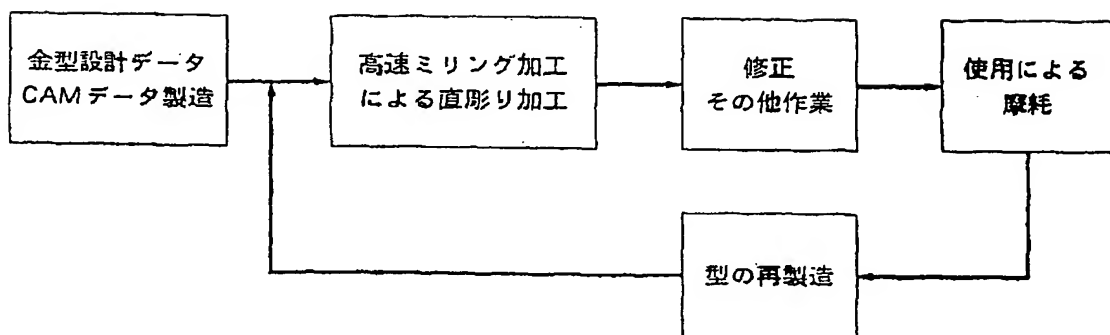 金型設計データ
CAMデータ製造
高速ミリング加工
による直彫り加工
修正
その他作業
使用による
摩耗
型の再製造